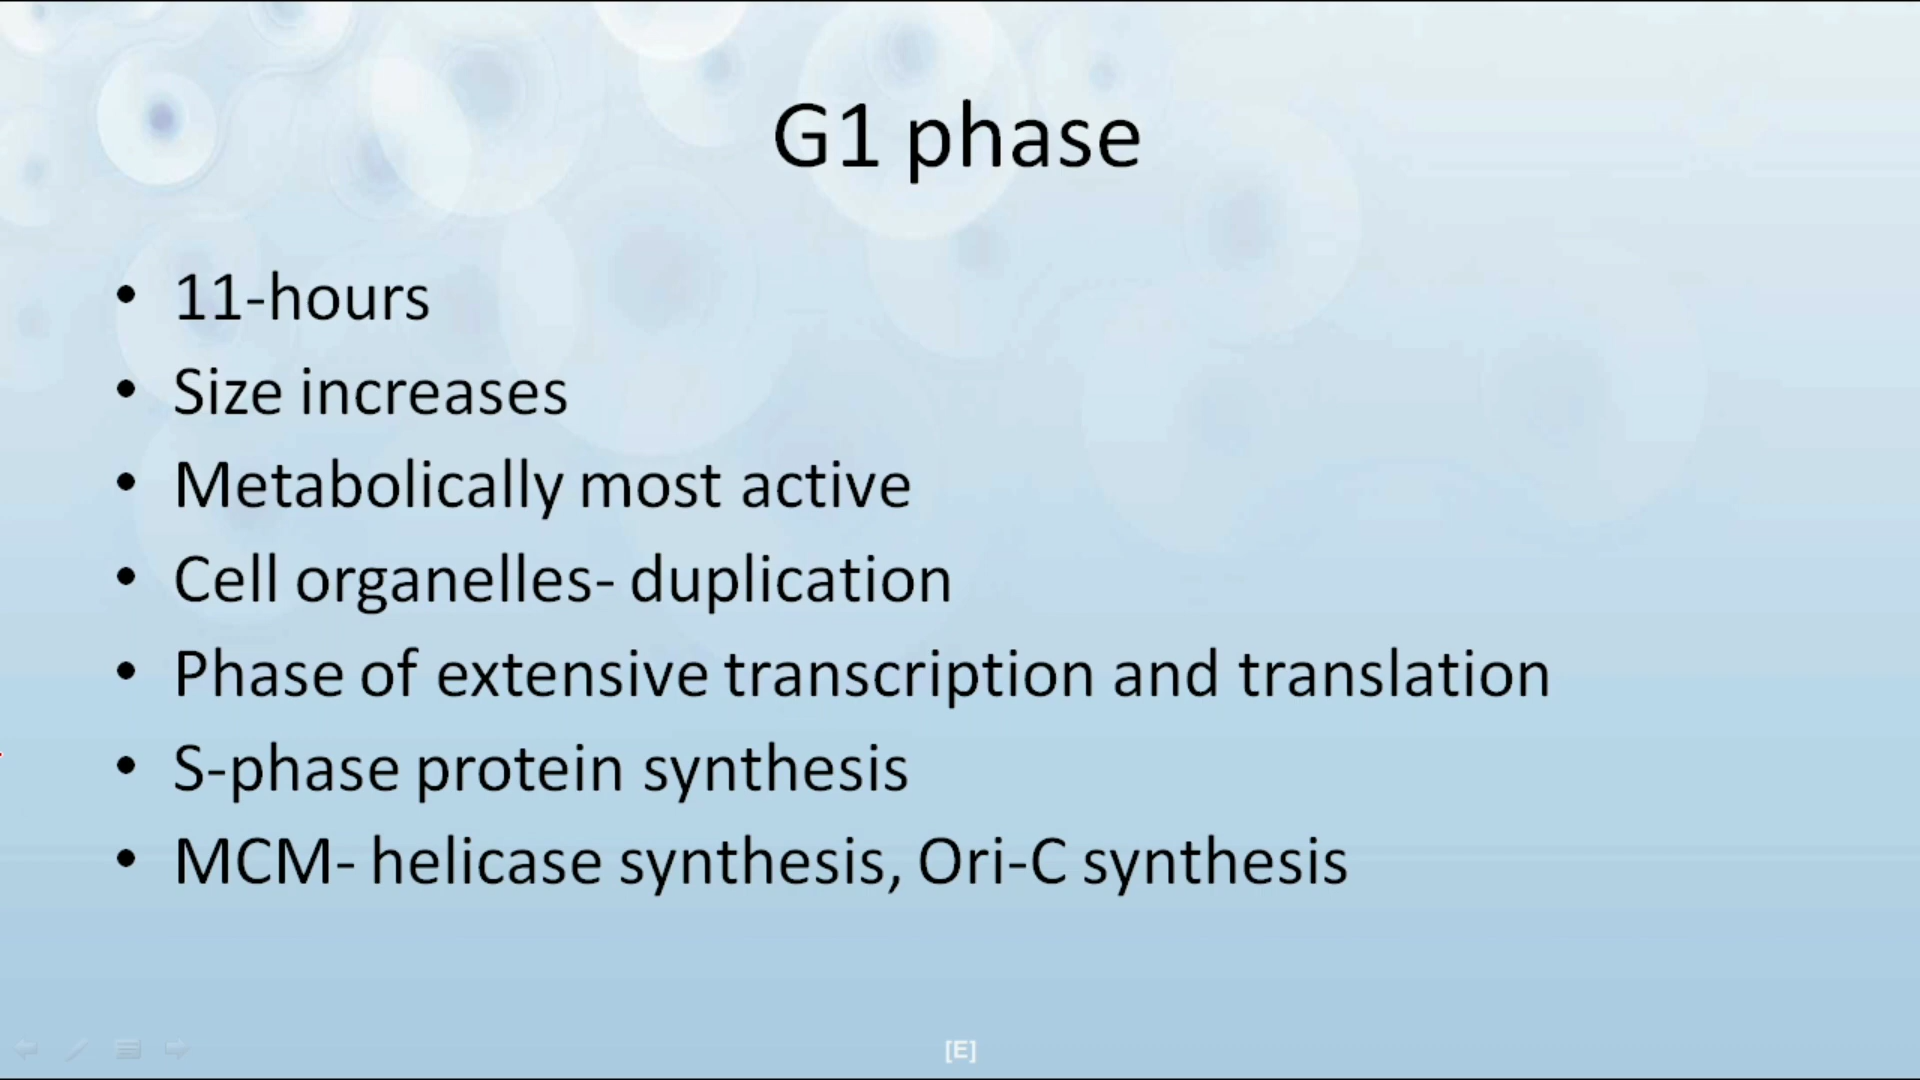 G1 phase
• 11-hours
• Size increases
• Metabolically most active
• Cell organelles- duplication
• Phase of extensive transcription and translation
• S-phase protein synthesis
• MCM- helicase synthesis, Ori-C synthesis
[E]